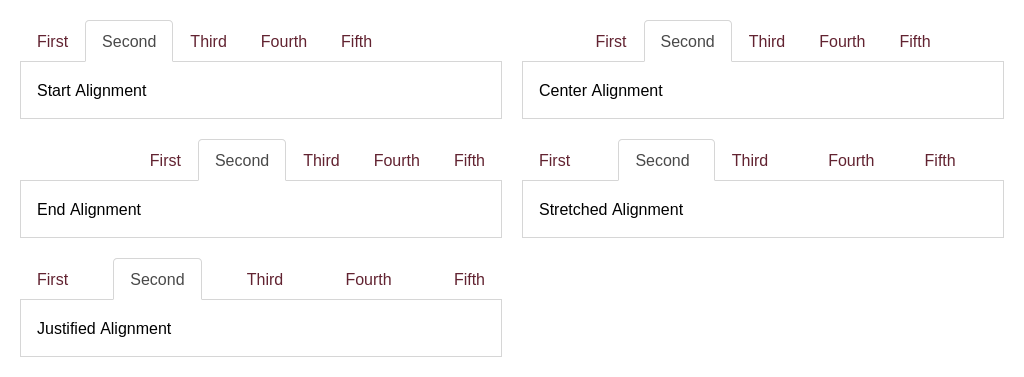 First Second Third Fourth Fifth
Start Alignment
First Second Third Fourth Fifth
Center Alignment
First Second Third Fourth Fifth
End Alignment
First Second Third Fourth Fifth
Stretched Alignment
First Second Third Fourth Fifth
Justified Alignment